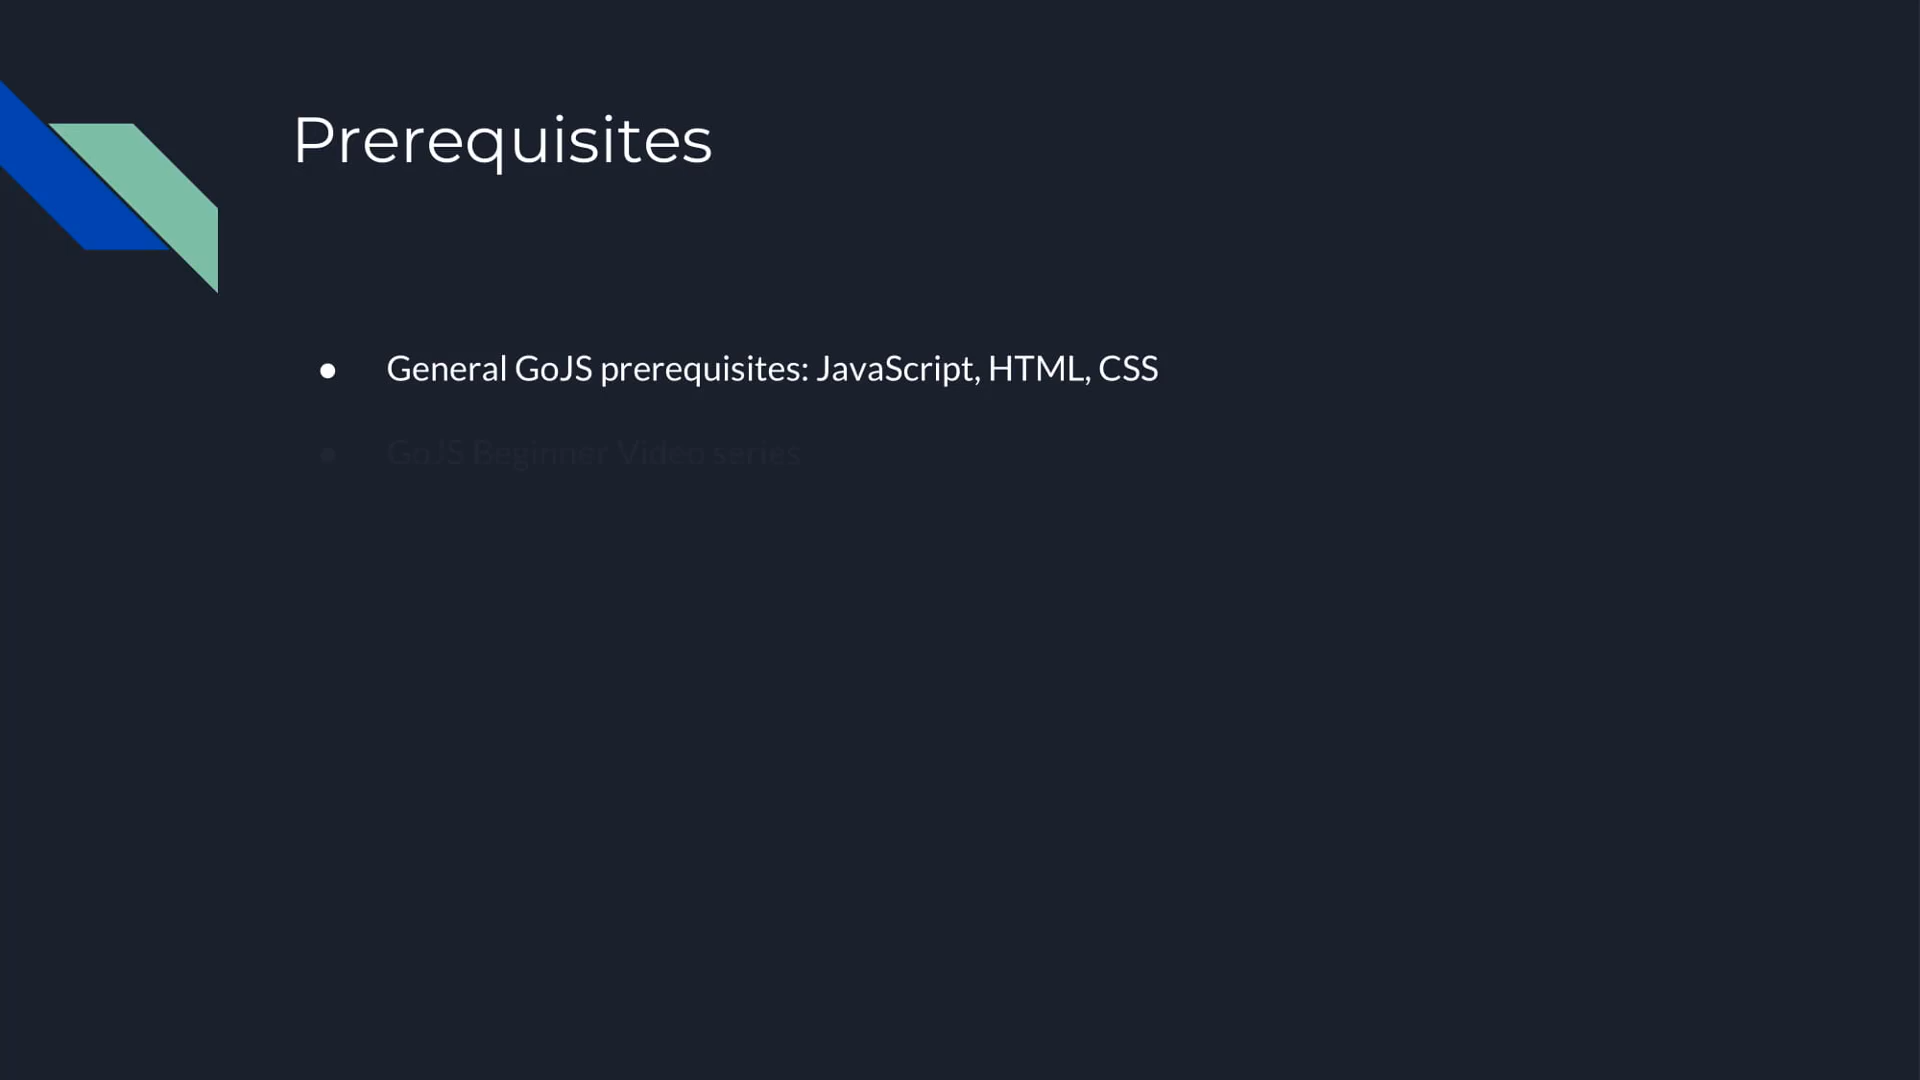 Prerequisites
● General GoJS prerequisites: JavaScript, HTML, CSS
● GoJS Beginner Video series